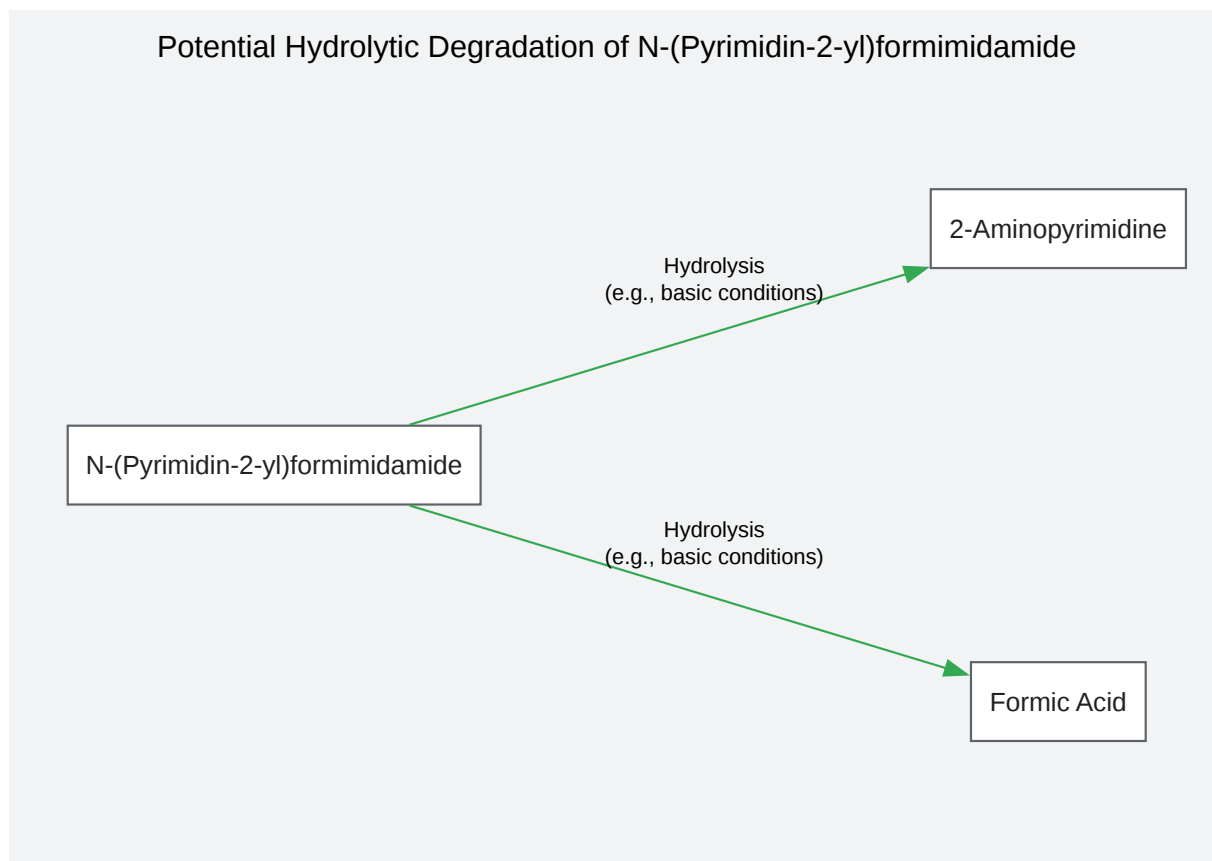 Potential Hydrolytic Degradation of N-(Pyrimidin-2-yl)formimidamide
2-Aminopyrimidine
Hydrolysis
(e.g., basic conditions)
N-(Pyrimidin-2-yl)formimidamide
Hydrolysis
(e.g., basic conditions)
Formic Acid